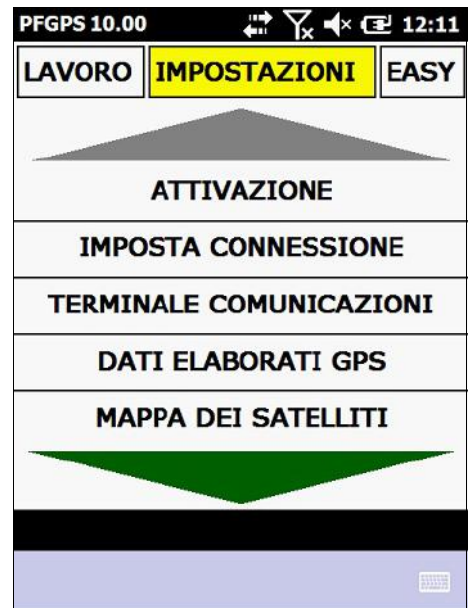 PFGPS 10.00 12:11
LAVORO IMPOSTAZIONI EASY
ATTIVAZIONE
IMPOSTA CONNESSIONE
TERMINALE COMUNICAZIONI
DATI ELABORATI GPS
MAPPA DEI SATELLITI